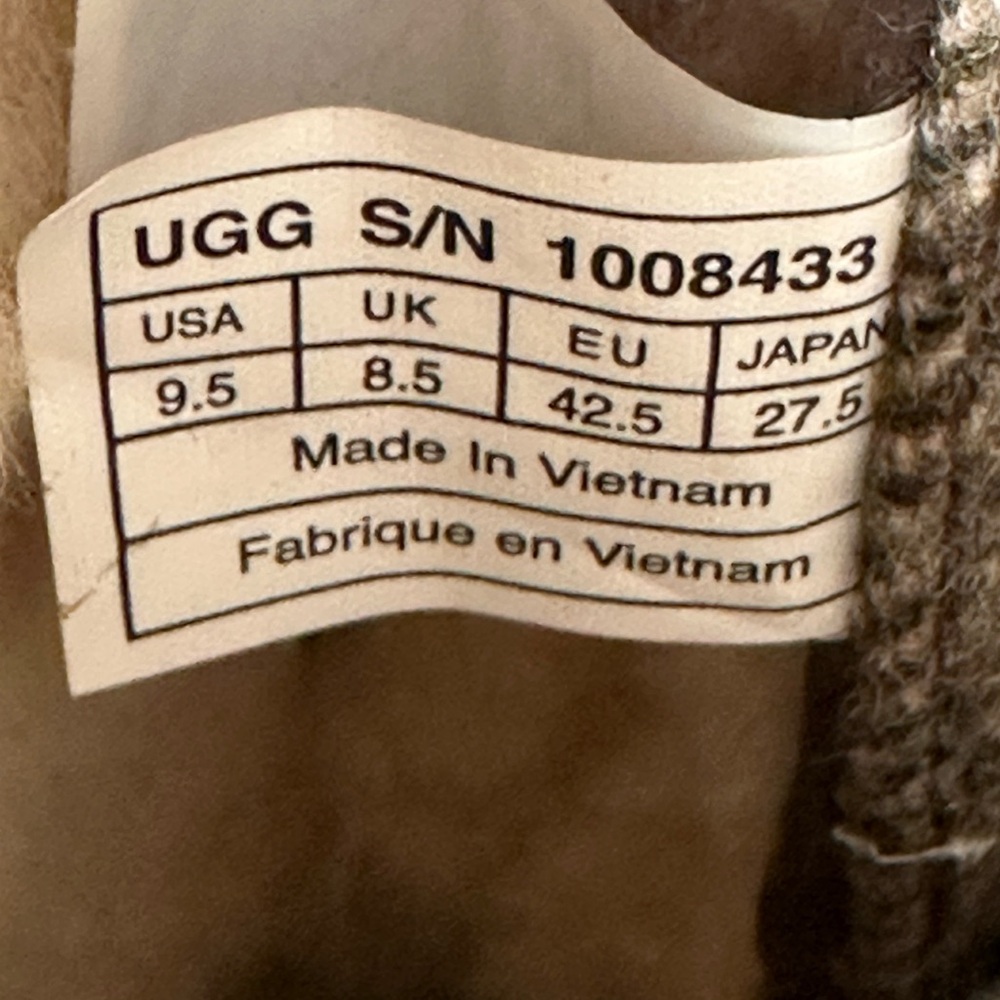 UGG S/N 1008433
USA UK EU JAPAN
9.5 8.5 42.5 27.5
Made In Vietnam
Fabrique en Vietnam